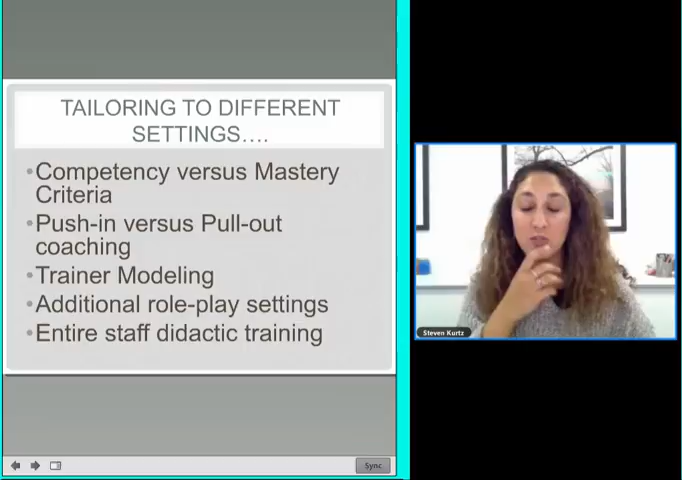 TAILORING TO DIFFERENT
SETTINGS....
•Competency versus Mastery
Criteria
•Push-in versus Pull-out
coaching
•Trainer Modeling
•Additional role-play settings
•Entire staff didactic training
Steven Kurtz
Sync